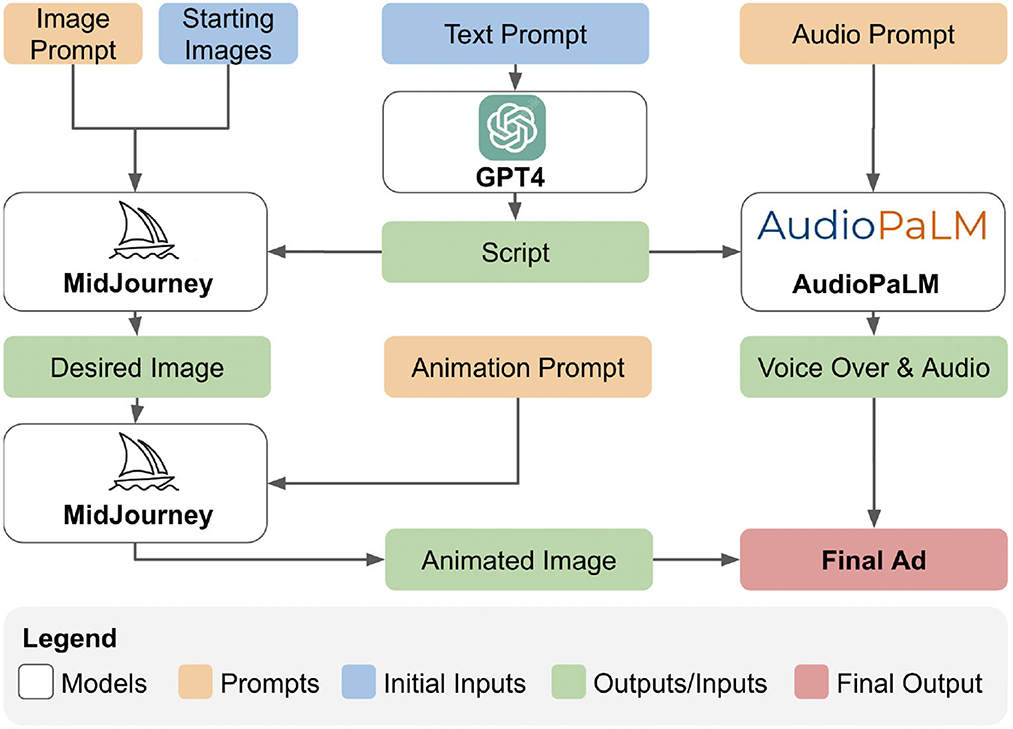 Image
Prompt
Starting
Images
Text Prompt
Audio Prompt
GPT4
MidJourney
Script
AudioPaLM
AudioPaLM
Desired Image
Animation Prompt
Voice Over & Audio
MidJourney
Animated Image
Final Ad
Legend
Models
Prompts
Initial Inputs
Outputs/Inputs
Final Output